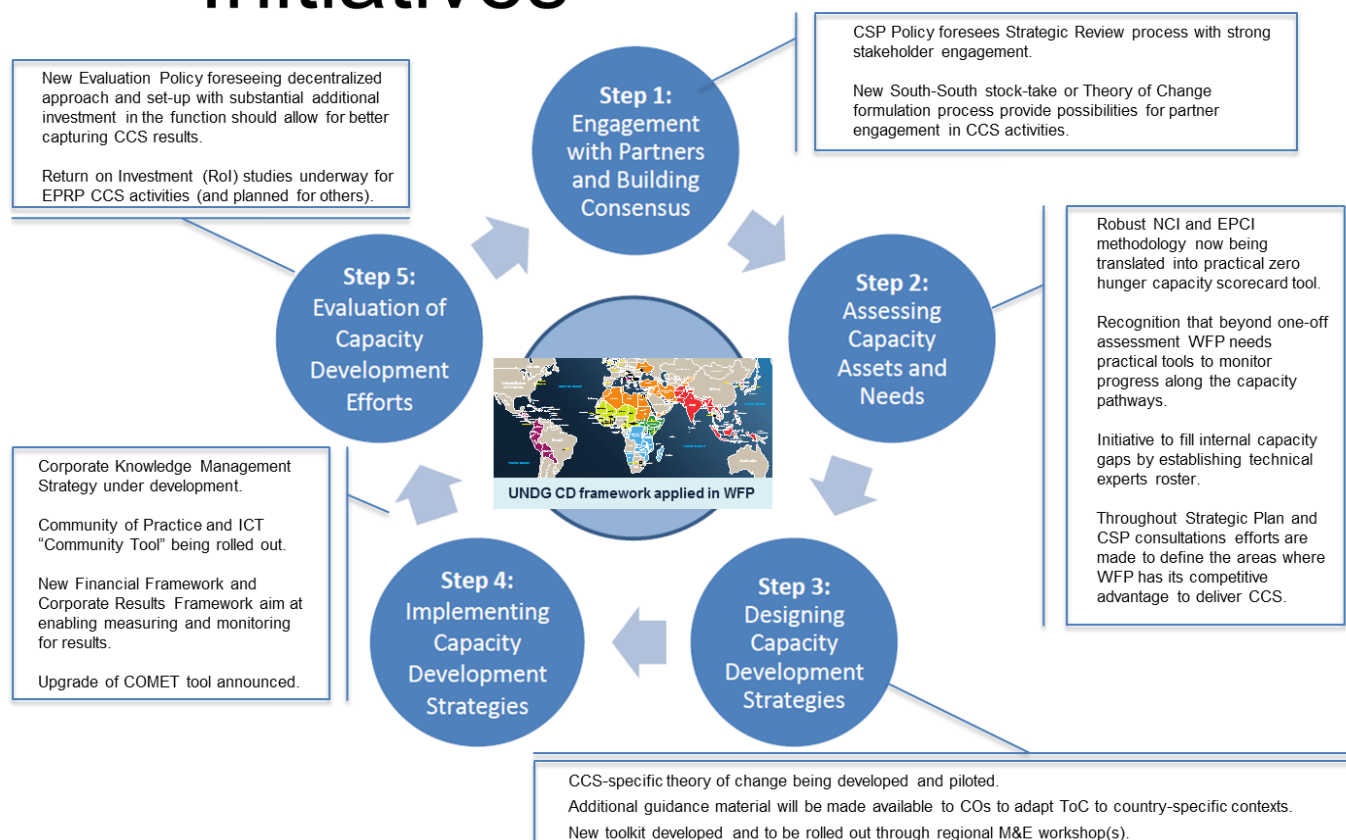 Initiatives
CSP Policy foresees Strategic Review process with strong
stakeholder engagement.
New South-South stock-take or Theory of Change
formulation process provide possibilities for partner
engagement in CCS activities.
New Evaluation Policy foreseeing decentralized
approach and set-up with substantial additional
investment in the function should allow for better
capturing CCS results.
Return on Investment (RoI) studies underway for
EPRP CCS activities (and planned for others).
Step 1:
Engagement
with Partners
and Building
Consensus
Robust NCI and EPCI
methodology now being
translated into practical zero
hunger capacity scorecard tool.
Recognition that beyond one-off
assessment WFP needs
practical tools to monitor
progress along the capacity
pathways.
Initiative to fill internal capacity
gaps by establishing technical
experts roster.
Throughout Strategic Plan and
CSP consultations efforts are
made to define the areas where
WFP has its competitive
advantage to deliver CCS.
Step 2:
Assessing
Capacity
Assets and
Needs
Step 5:
Evaluation of
Capacity
Development
Efforts
UNDG CD framework applied in WFP
Corporate Knowledge Management
Strategy under development.
Community of Practice and ICT
“Community Tool” being rolled out.
New Financial Framework and
Corporate Results Framework aim at
enabling measuring and monitoring
for results.
Upgrade of COMET tool announced.
Step 4:
Implementing
Capacity
Development
Strategies
Step 3:
Designing
Capacity
Development
Strategies
CCS-specific theory of change being developed and piloted.
Additional guidance material will be made available to COs to adapt ToC to country-specific contexts.
New toolkit developed and to be rolled out through regional M&E workshop(s).